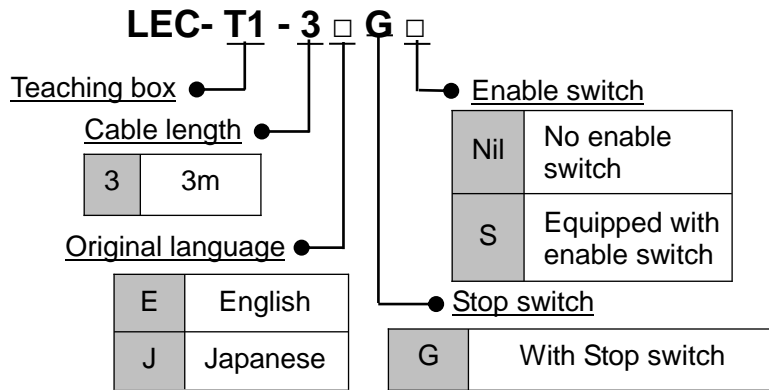 LEC- T1 - 3 □ G □
Teaching box
Enable switch
Cable length
Nil No enable
switch
3 3m
S Equipped with
enable switch
Original language
Stop switch
E English
J Japanese
G With Stop switch